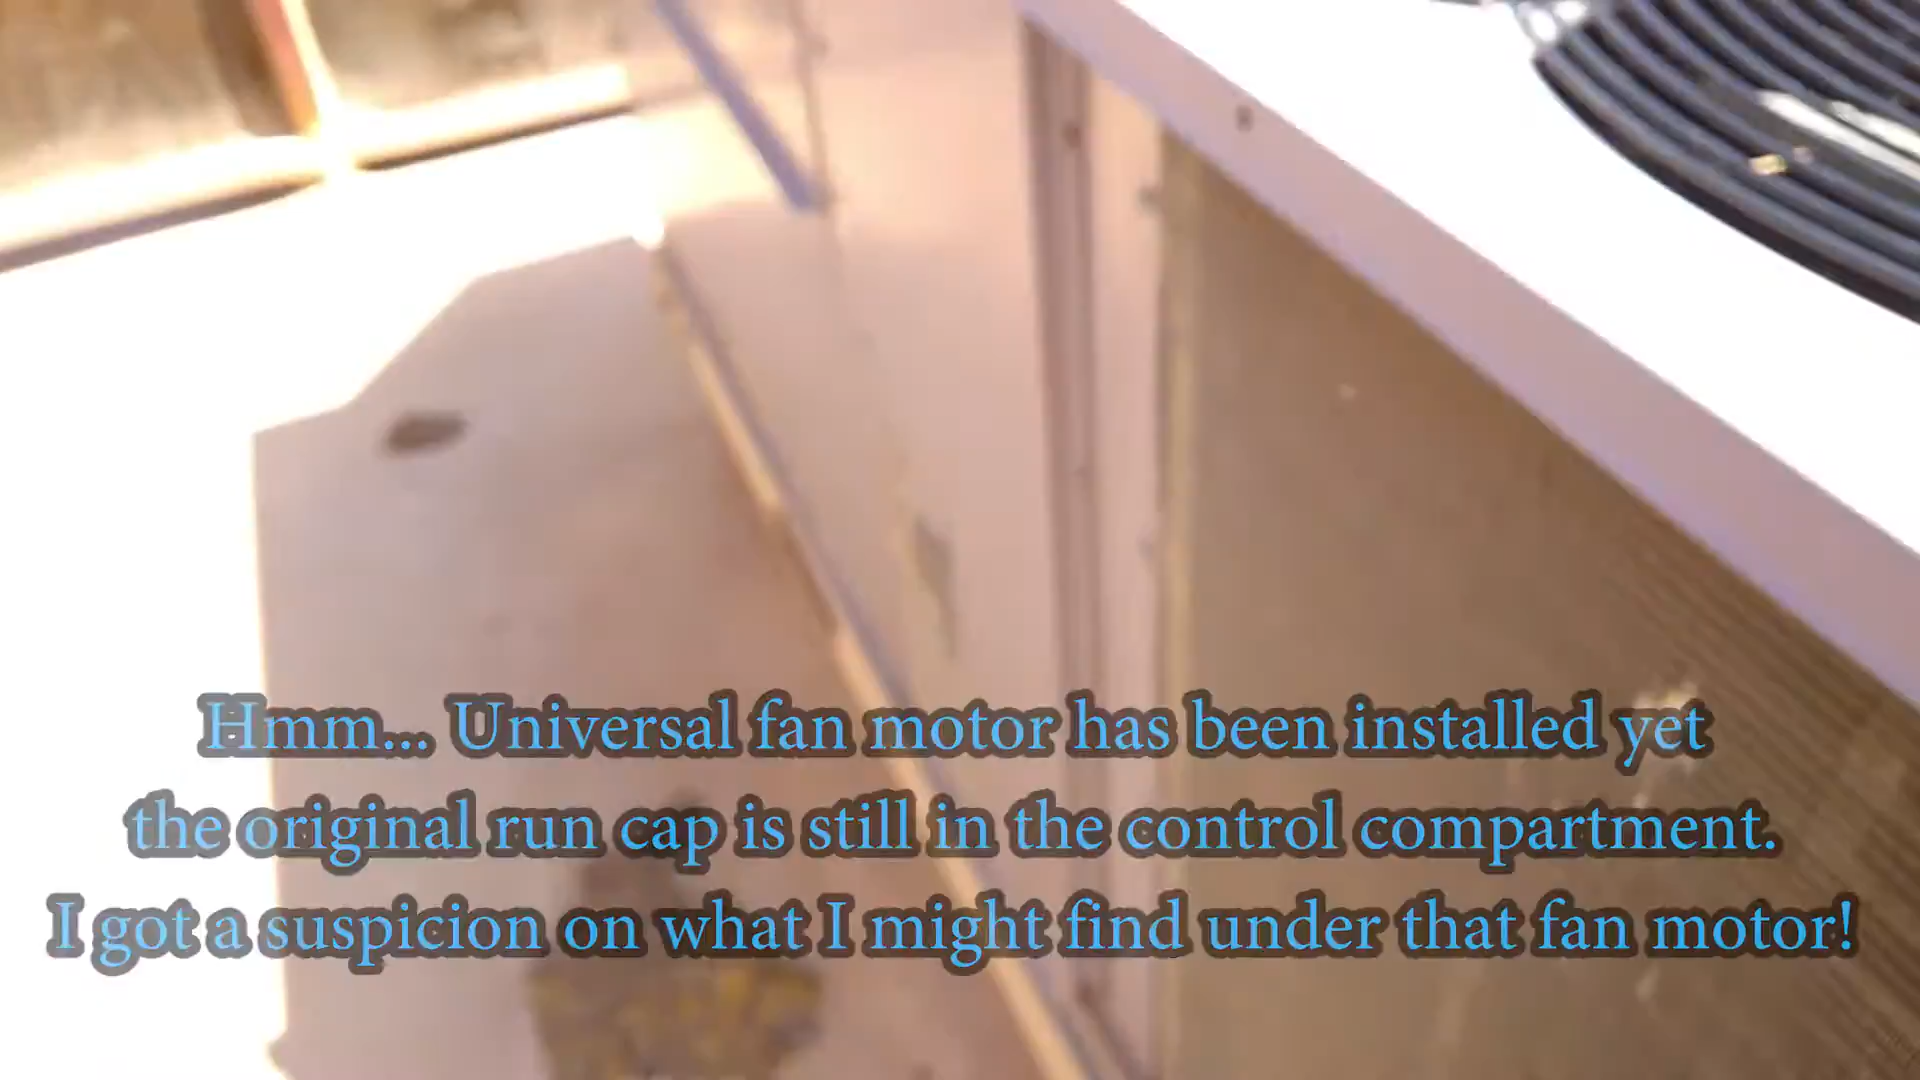 Hmm... Universal fan motor has been installed yet
the original run cap is still in the control compartment.
I got a suspicion on what I might find under that fan motor!